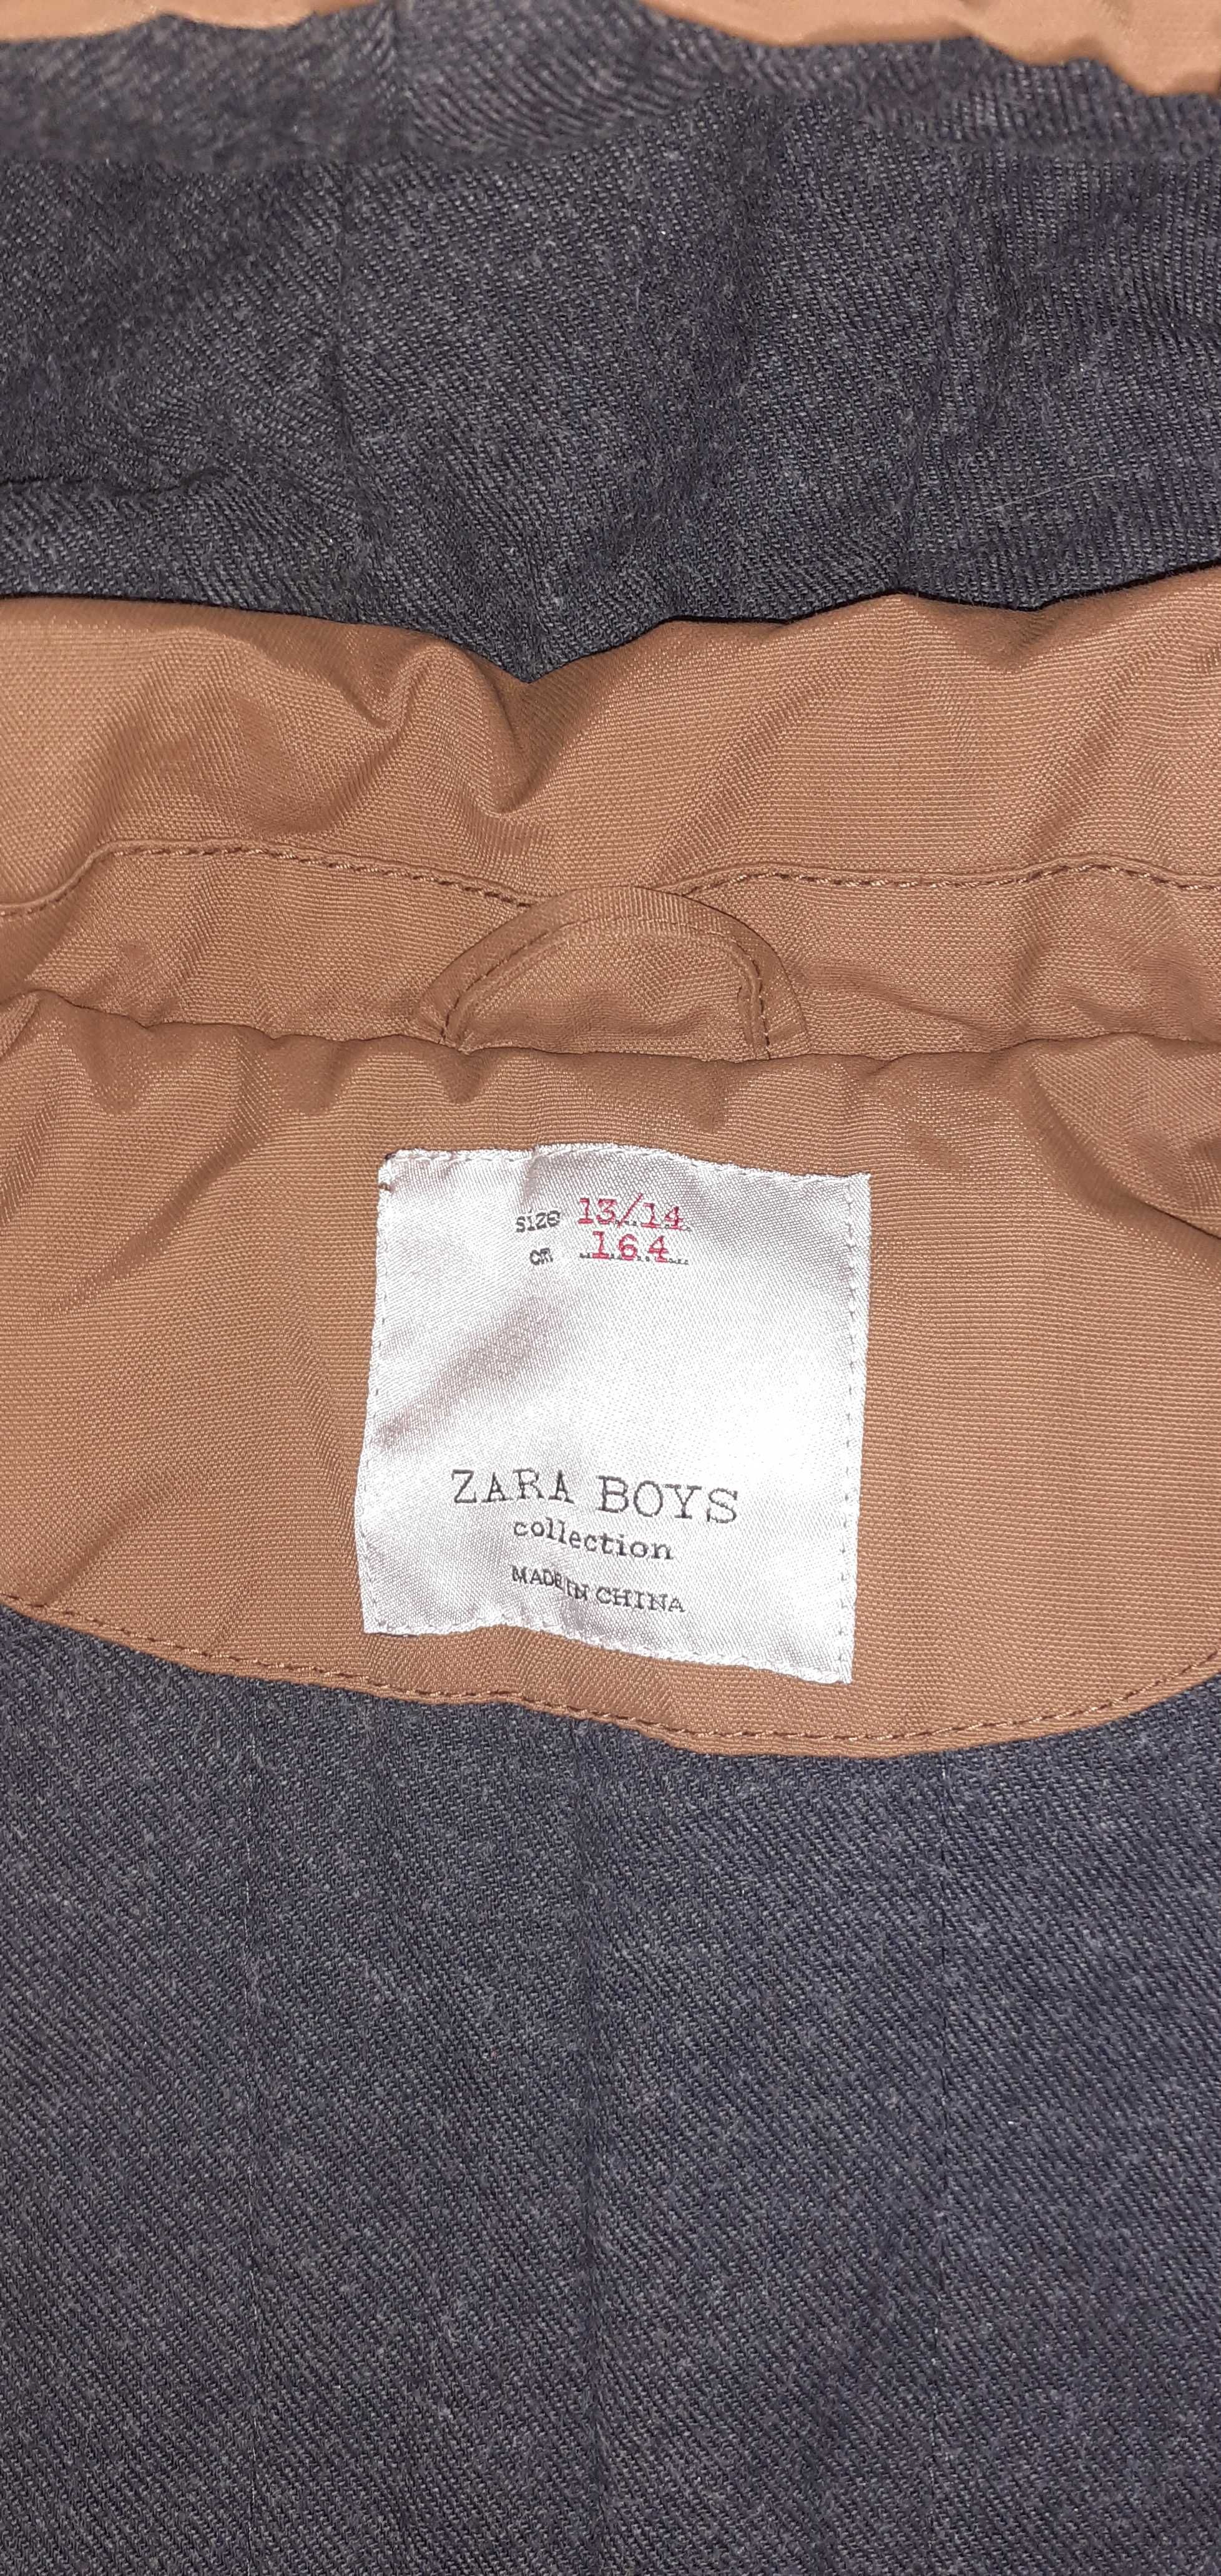 SIZE 13/14
cm 164
ZARA BOYS
collection
MADE IN CHINA